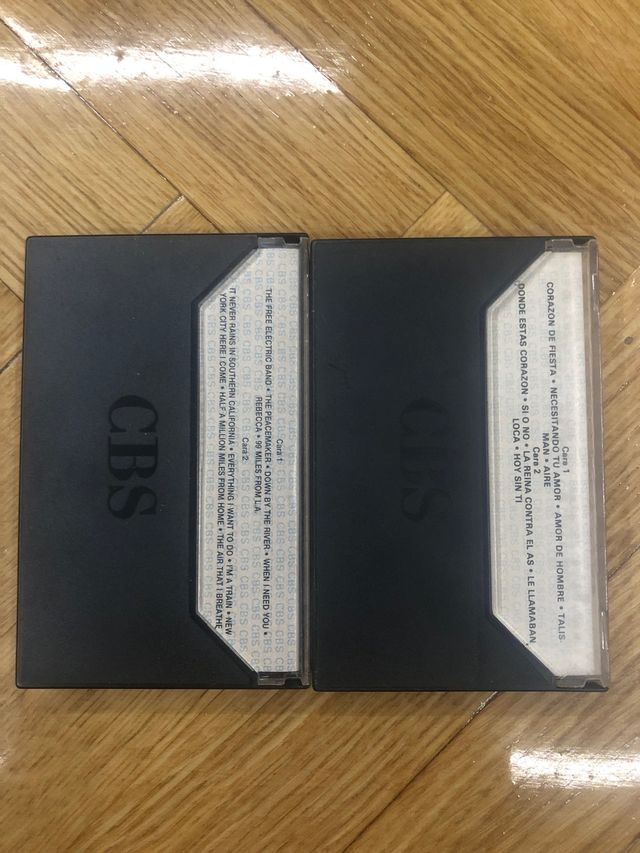 CBS
Cara 1:
THE FREE ELECTRIC BAND • THE PEACEMAKER • DOWN BY THE RIVER • WHEN I NEED YOU •
REBECCA • 99 MILES FROM L.A.
Cara 2:
IT NEVER RAINS IN SOUTHERN CALIFORNIA • EVERYTHING I WANT TO DO • I'M A TRAIN • NEW
YORK CITY HERE I COME • HALF A MILLION MILES FROM HOME • THE AIR THAT I BREATHE
CBS
Cara 1
CORAZON DE FIESTA • NECESITANDO TU AMOR • AMOR DE HOMBRE • TALIS-
MAN • AIRE
Cara 2
DONDE ESTAS CORAZON • SI O NO • LA REINA CONTRA EL AS • LE LLAMABAN
LOCA • HOY SIN TI